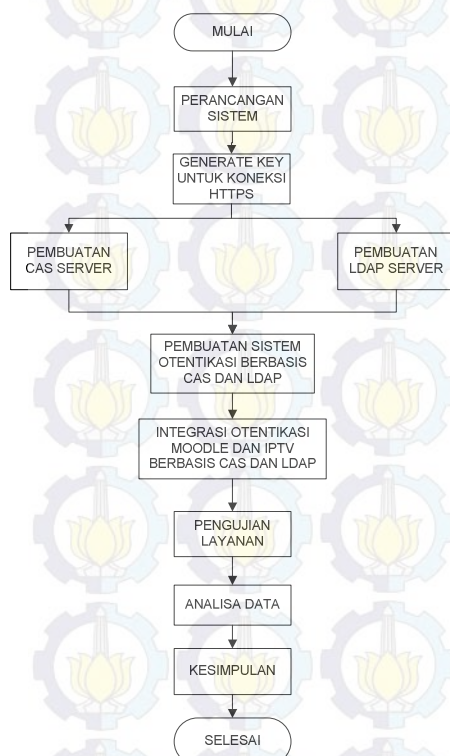 MULAI
PERANCANGAN
SISTEM
GENERATE KEY
UNTUK KONEKSI
HTTPS
PEMBUATAN
CAS SERVER
PEMBUATAN
LDAP SERVER
PEMBUATAN SISTEM
OTENTIKASI BERBASIS
CAS DAN LDAP
INTEGRASI OTENTIKASI
MOODLE DAN IPTV
BERBASIS CAS DAN LDAP
PENGUJIAN
LAYANAN
ANALISA DATA
KESIMPULAN
SELESAI